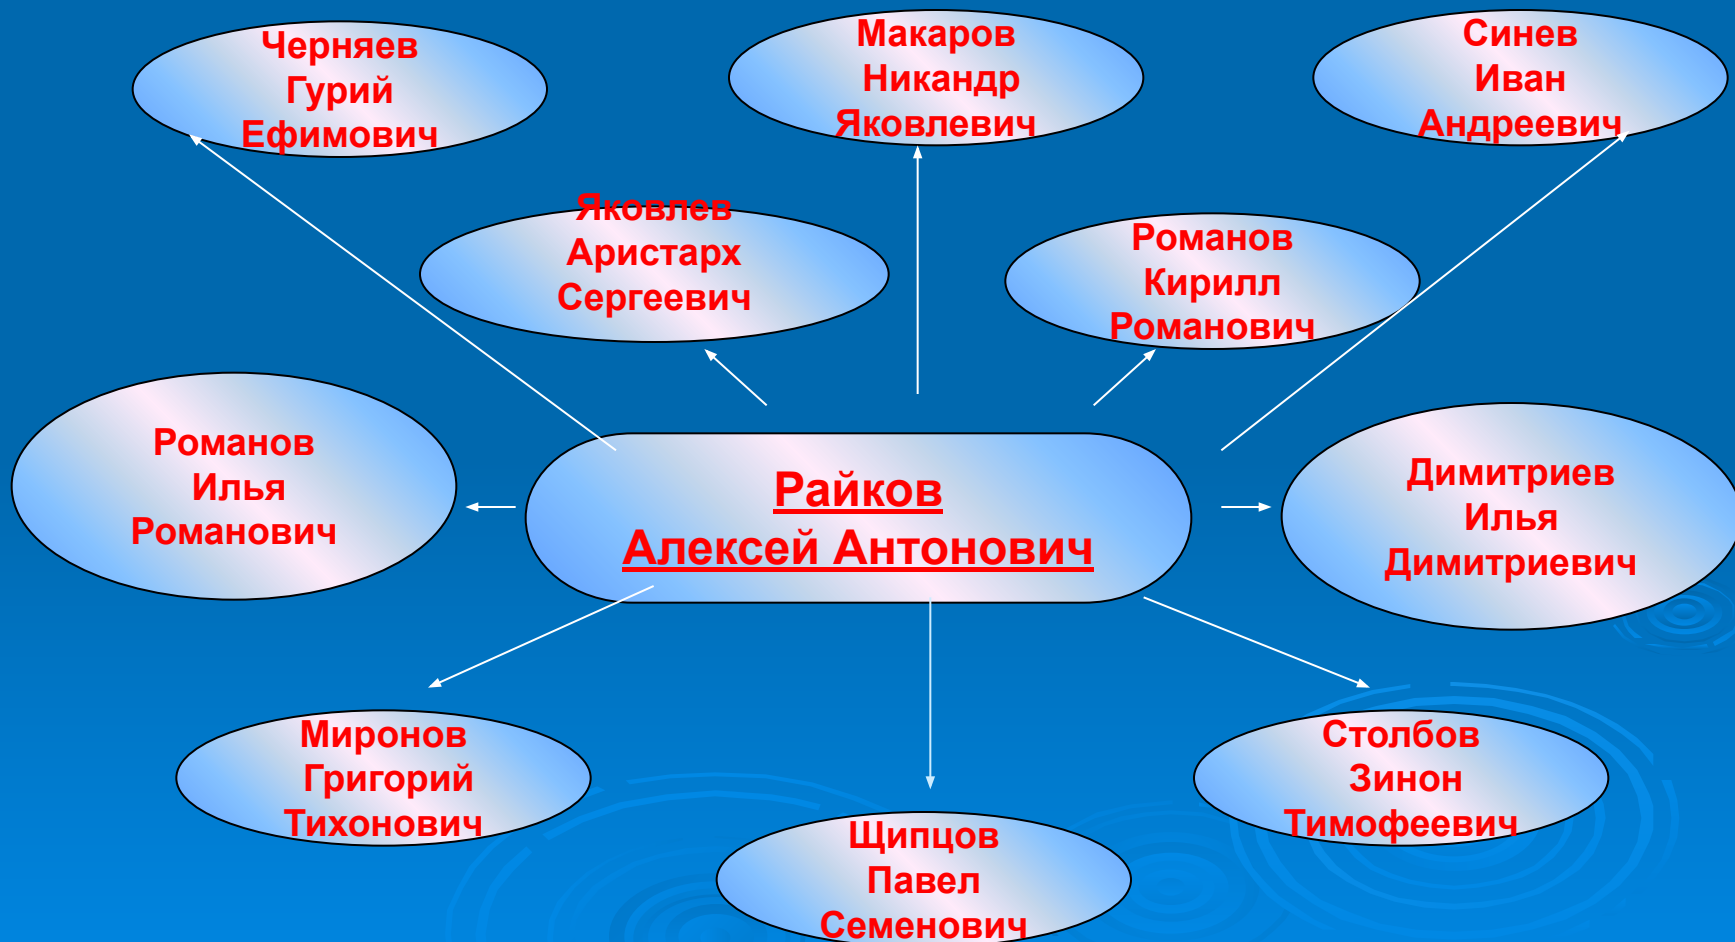 Черняев
Гурий
Ефимович
Макаров
Никандр
Яковлевич
Синев
Иван
Андреевич
Яковлев
Аристарх
Сергеевич
Романов
Кирилл
Романович
Романов
Илья
Романович
Райков
Алексей Антонович
Димитриев
Илья
Димитриевич
Миронов
Григорий
Тихонович
Щипцов
Павел
Семенович
Столбов
Зинон
Тимофеевич